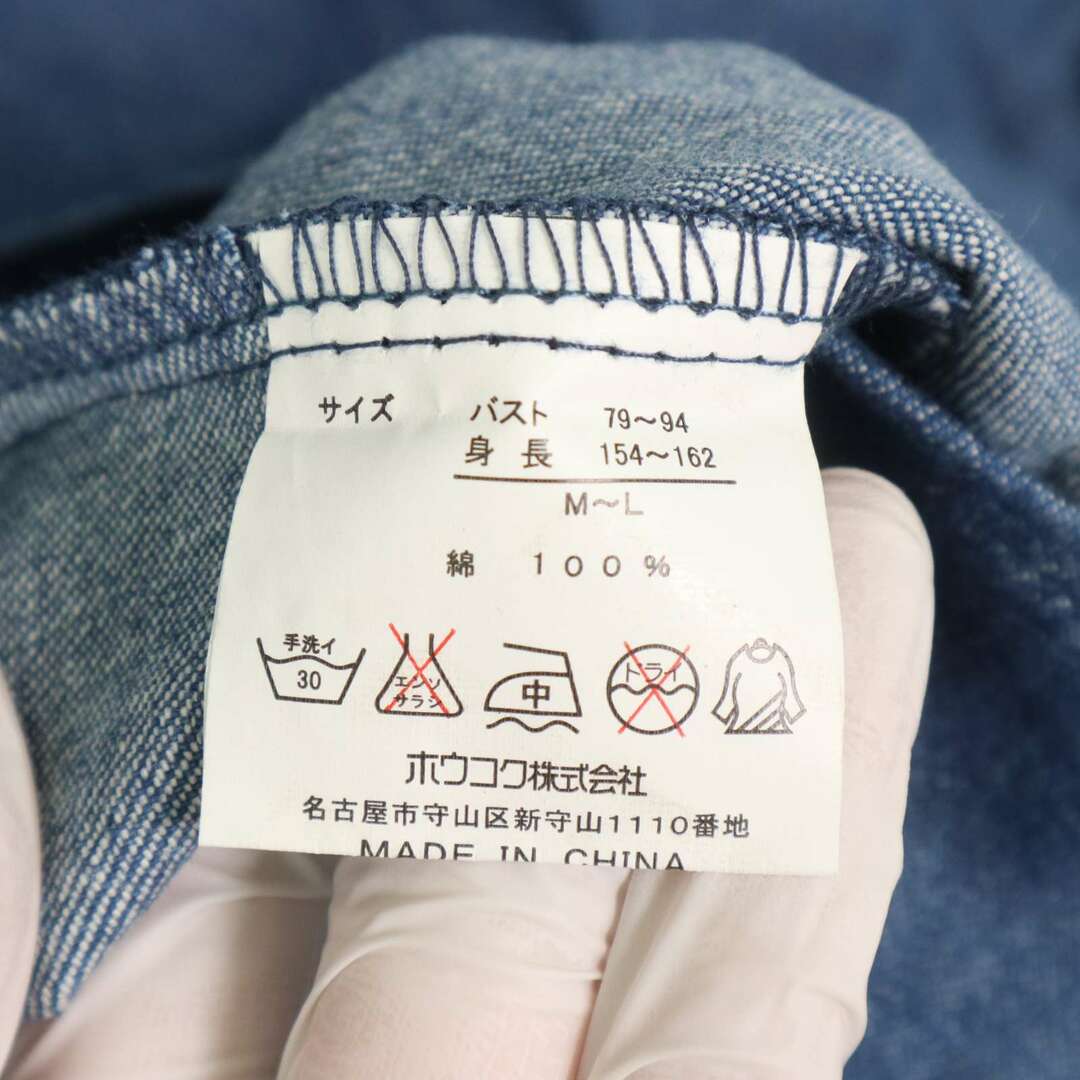 サイズ バスト 79～94
身長 154～162
M～L
綿 100%
手洗イ
30
エンソ
サラシ
中
ドライ
ホウコク株式会社
名古屋市守山区新守山1110番地
MADE IN CHINA